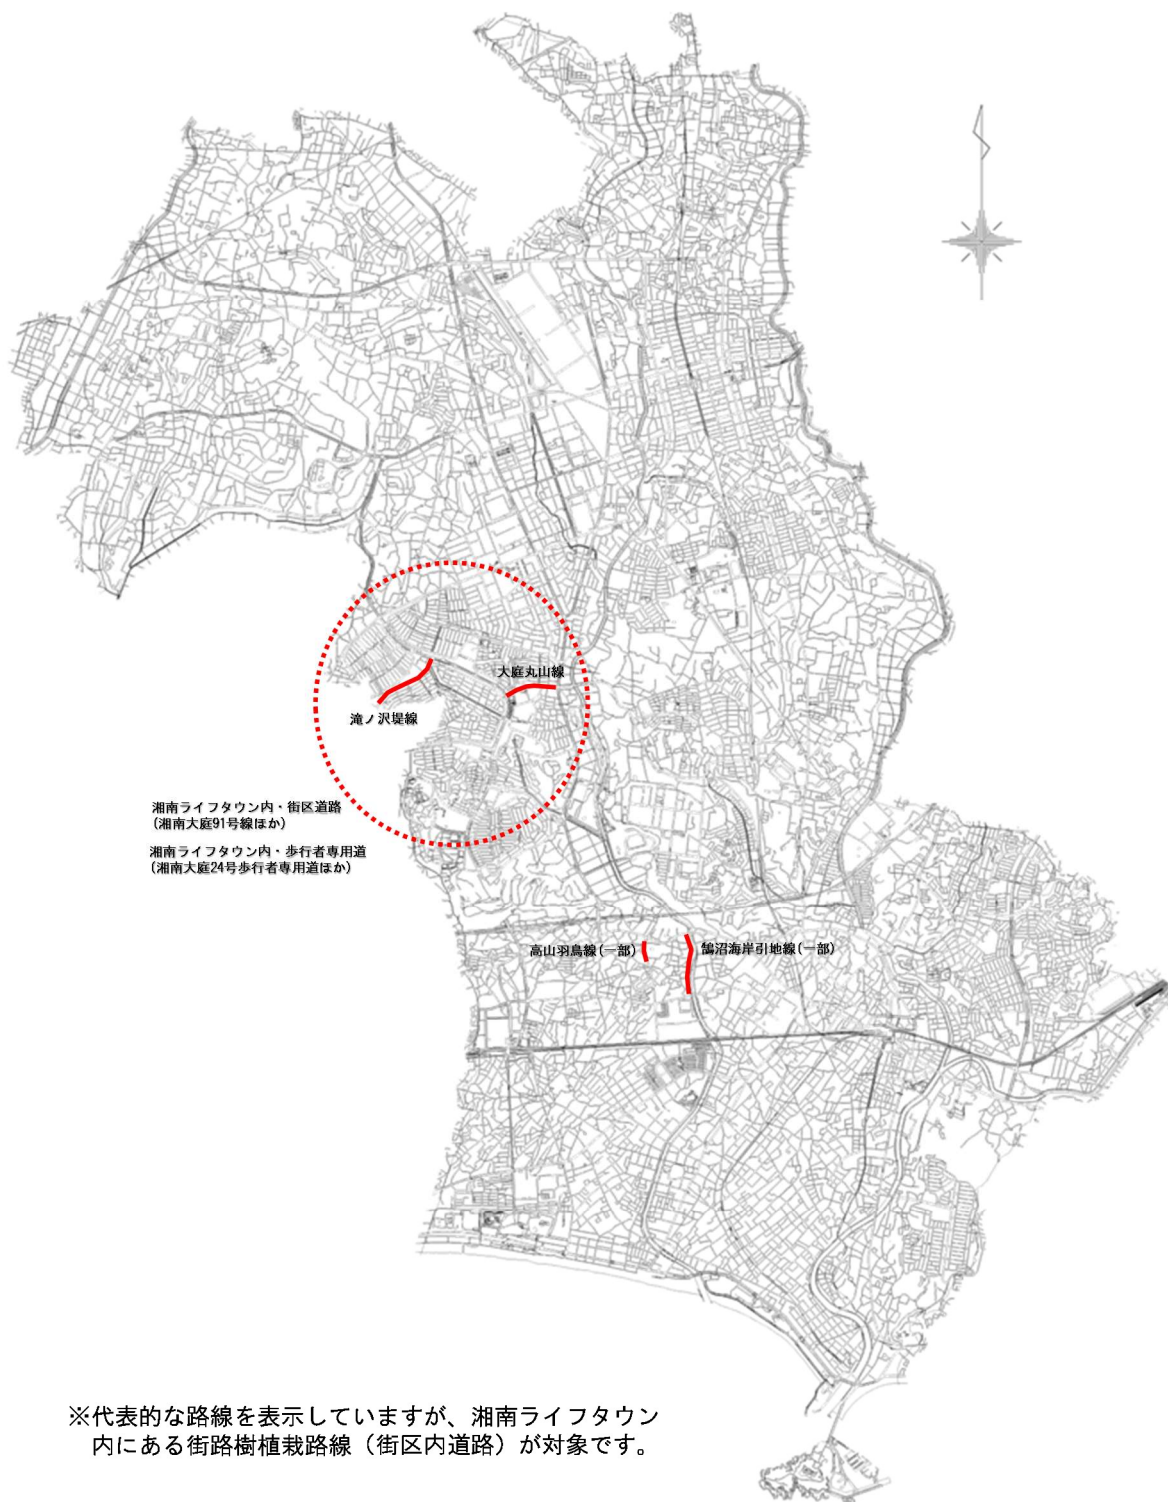 大庭丸山線
滝ノ沢堤線
湘南ライフタウン内・街区道路
(湘南大庭91号線ほか)
湘南ライフタウン内・歩行者専用道
(湘南大庭24号歩行者専用道ほか)
高山羽鳥線(一部)
鵠沼海岸引地線(一部)
※代表的な路線を表示していますが、湘南ライフタウン
内にある街路樹植栽路線（街区内道路）が対象です。